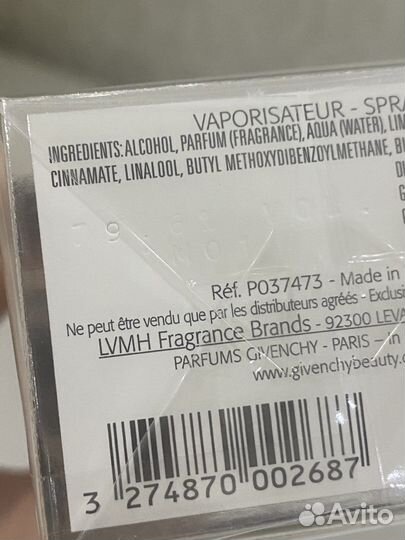 VAPORISATEUR - SPRA
INGREDIENTS: ALCOHOL, PARFUM (FRAGRANCE), AQUA (WATER), LIM
CINNAMATE, LINALOOL, BUTYL METHOXYDIBENZOYLMETHANE, B
Réf. P037473 - Made in
Ne peut être vendu que par les distributeurs agréés - Exclusi
LVMH Fragrance Brands - 92300 LEVA
PARFUMS GIVENCHY - PARIS - In
www.givenchybeauty.c
3 274870 002687
Avito